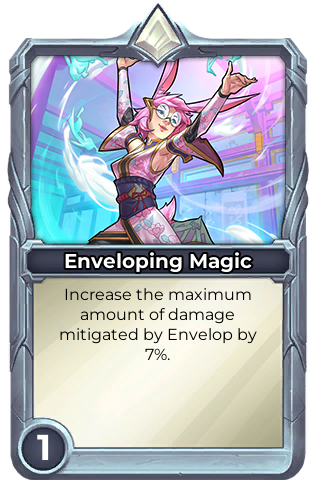 Enveloping Magic
Increase the maximum
amount of damage
mitigated by Envelop by
7%.
1